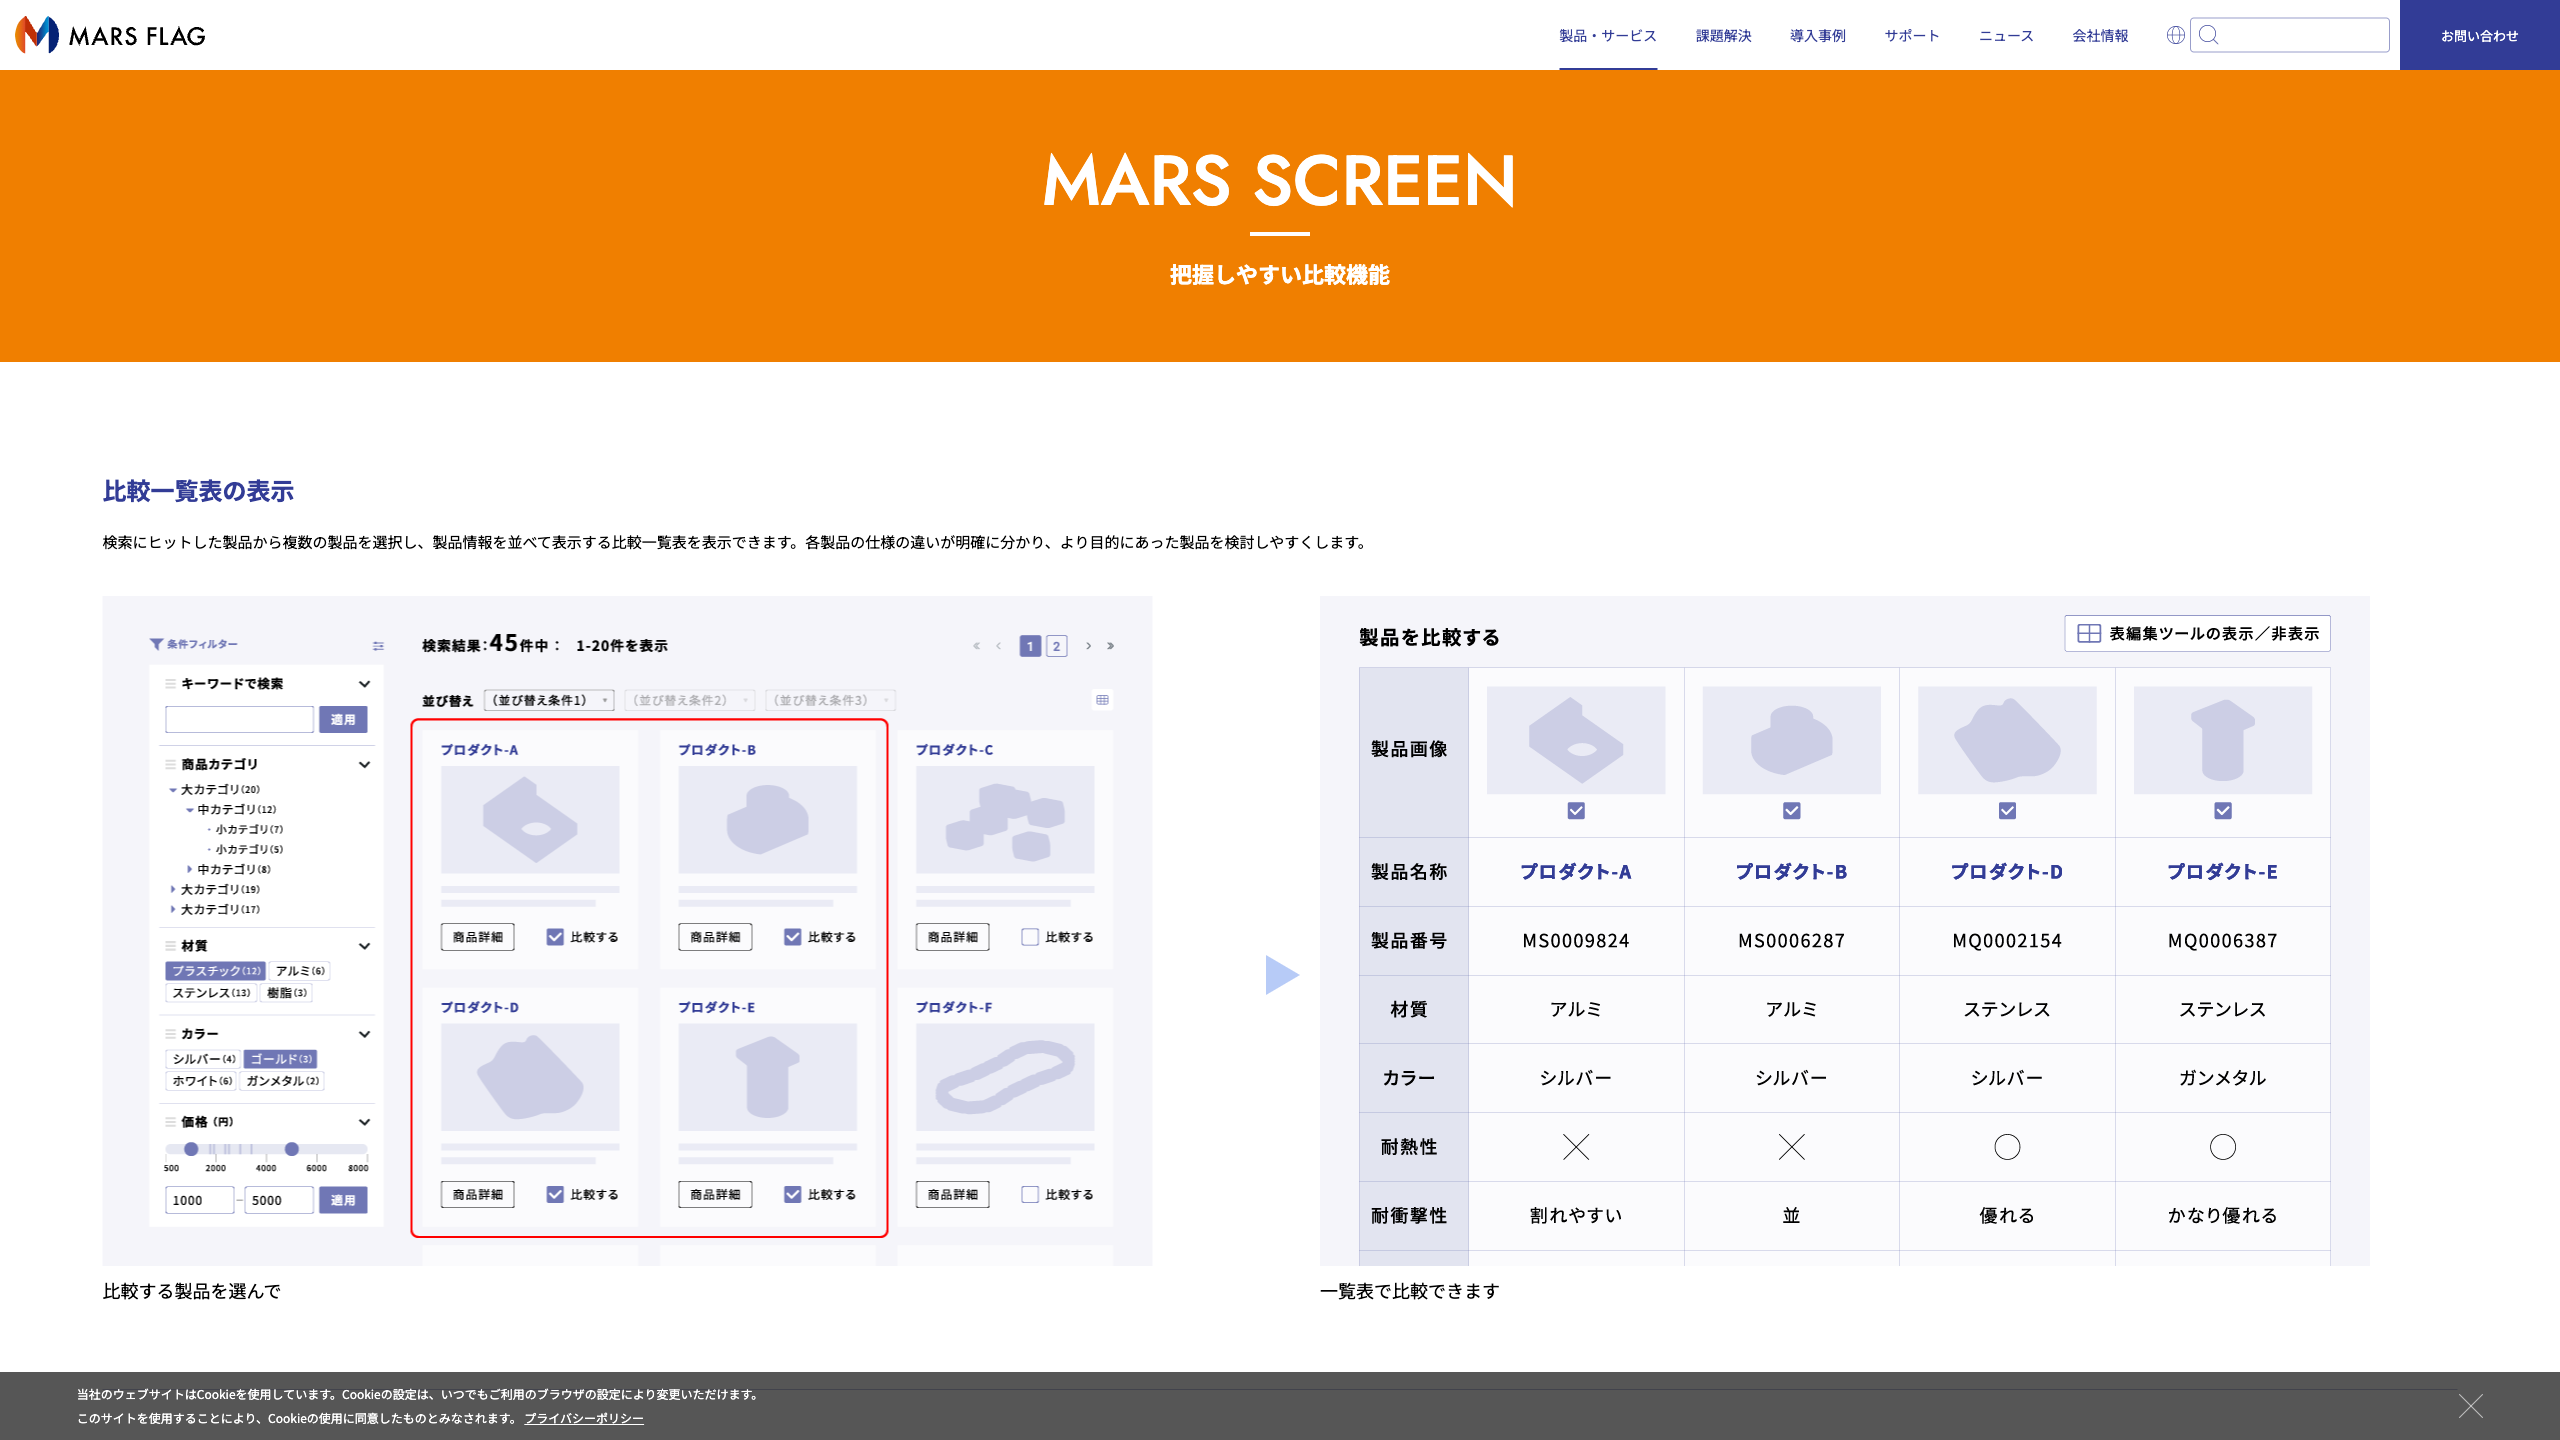 MARS FLAG
製品・サービス
課題解決
導入事例
サポート
ニュース
会社情報
お問い合わせ
MARS SCREEN
把握しやすい比較機能
比較一覧表の表示
検索にヒットした製品から複数の製品を選択し、製品情報を並べて表示する比較一覧表を表示できます。各製品の仕様の違いが明確に分かり、より目的にあった製品を検討しやすくします。
条件フィルター
キーワードで検索
適用
商品カテゴリ
大カテゴリ(20)
中カテゴリ(12)
小カテゴリ(7)
小カテゴリ(5)
中カテゴリ(8)
大カテゴリ(19)
大カテゴリ(17)
材質
プラスチック(12) アルミ(6)
ステンレス(13) 樹脂(3)
カラー
シルバー(4) ゴールド(3)
ホワイト(6) ガンメタル(2)
価格（円）
500 2000 4000 6000 8000
1000 – 5000 適用
検索結果：45件中： 1-20件を表示
« ‹ 1 2 › »
並び替え （並び替え条件1） （並び替え条件2） （並び替え条件3）
プロダクト-A プロダクト-B プロダクト-C
商品詳細 比較する 商品詳細 比較する 商品詳細 比較する
プロダクト-D プロダクト-E プロダクト-F
商品詳細 比較する 商品詳細 比較する 商品詳細 比較する
比較する製品を選んで
製品を比較する
表編集ツールの表示／非表示
製品画像
製品名称 プロダクト-A プロダクト-B プロダクト-D プロダクト-E
製品番号 MS0009824 MS0006287 MQ0002154 MQ0006387
材質 アルミ アルミ ステンレス ステンレス
カラー シルバー シルバー シルバー ガンメタル
耐熱性 × × ○ ○
耐衝撃性 割れやすい 並 優れる かなり優れる
一覧表で比較できます
当社のウェブサイトはCookieを使用しています。Cookieの設定は、いつでもご利用のブラウザの設定により変更いただけます。
このサイトを使用することにより、Cookieの使用に同意したものとみなされます。 プライバシーポリシー